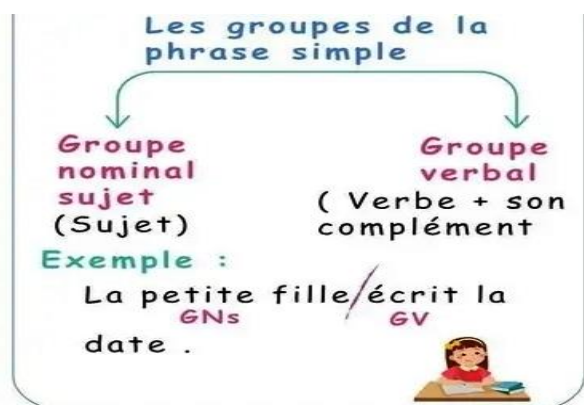 Les groupes de la
phrase simple
Groupe
nominal
sujet
(Sujet)
Groupe
verbal
( Verbe + son
complément
Exemple :
La petite fille/écrit la
GNs GV
date .